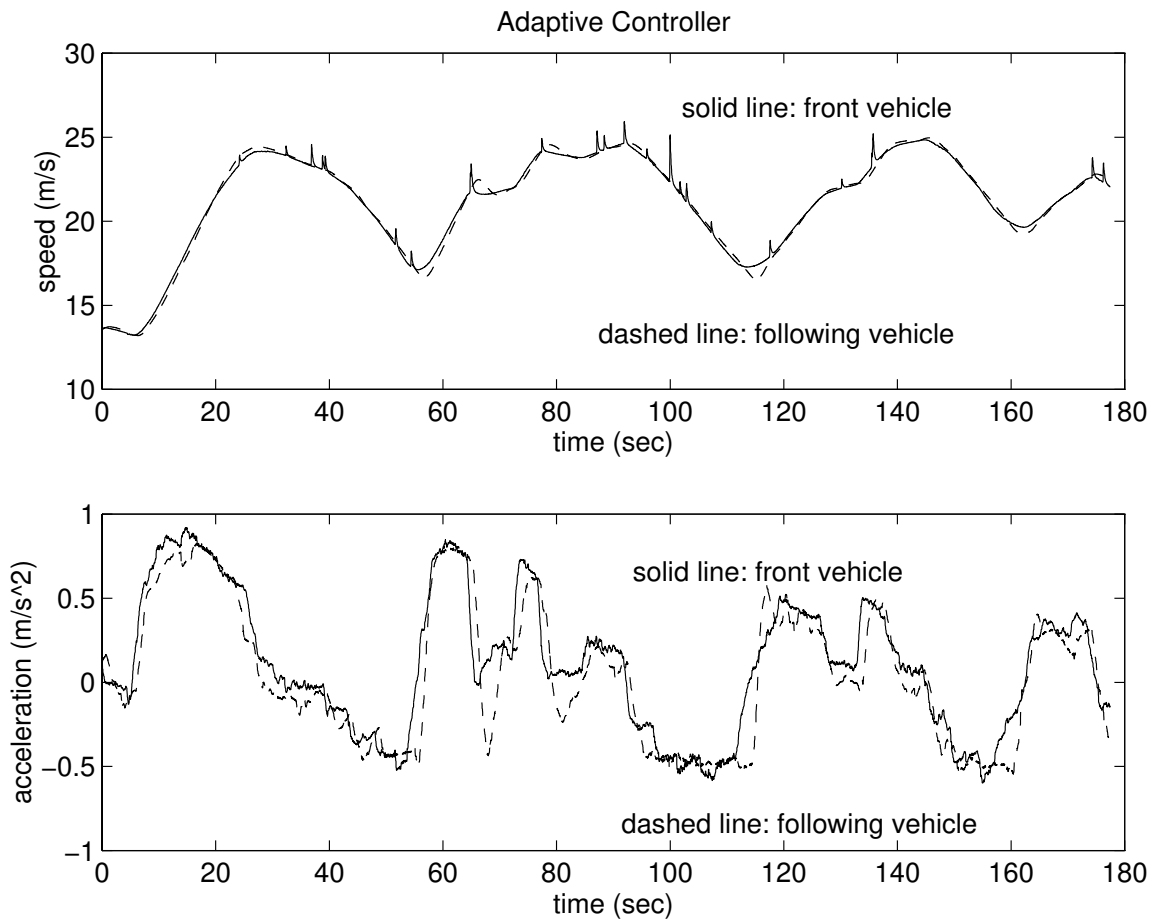 Adaptive Controller
30
25
20
15
10
speed (m/s)
solid line: front vehicle
dashed line: following vehicle
0 20 40 60 80 100 120 140 160 180
time (sec)
1
0.5
0
−0.5
−1
acceleration (m/s^2)
solid line: front vehicle
dashed line: following vehicle
0 20 40 60 80 100 120 140 160 180
time (sec)